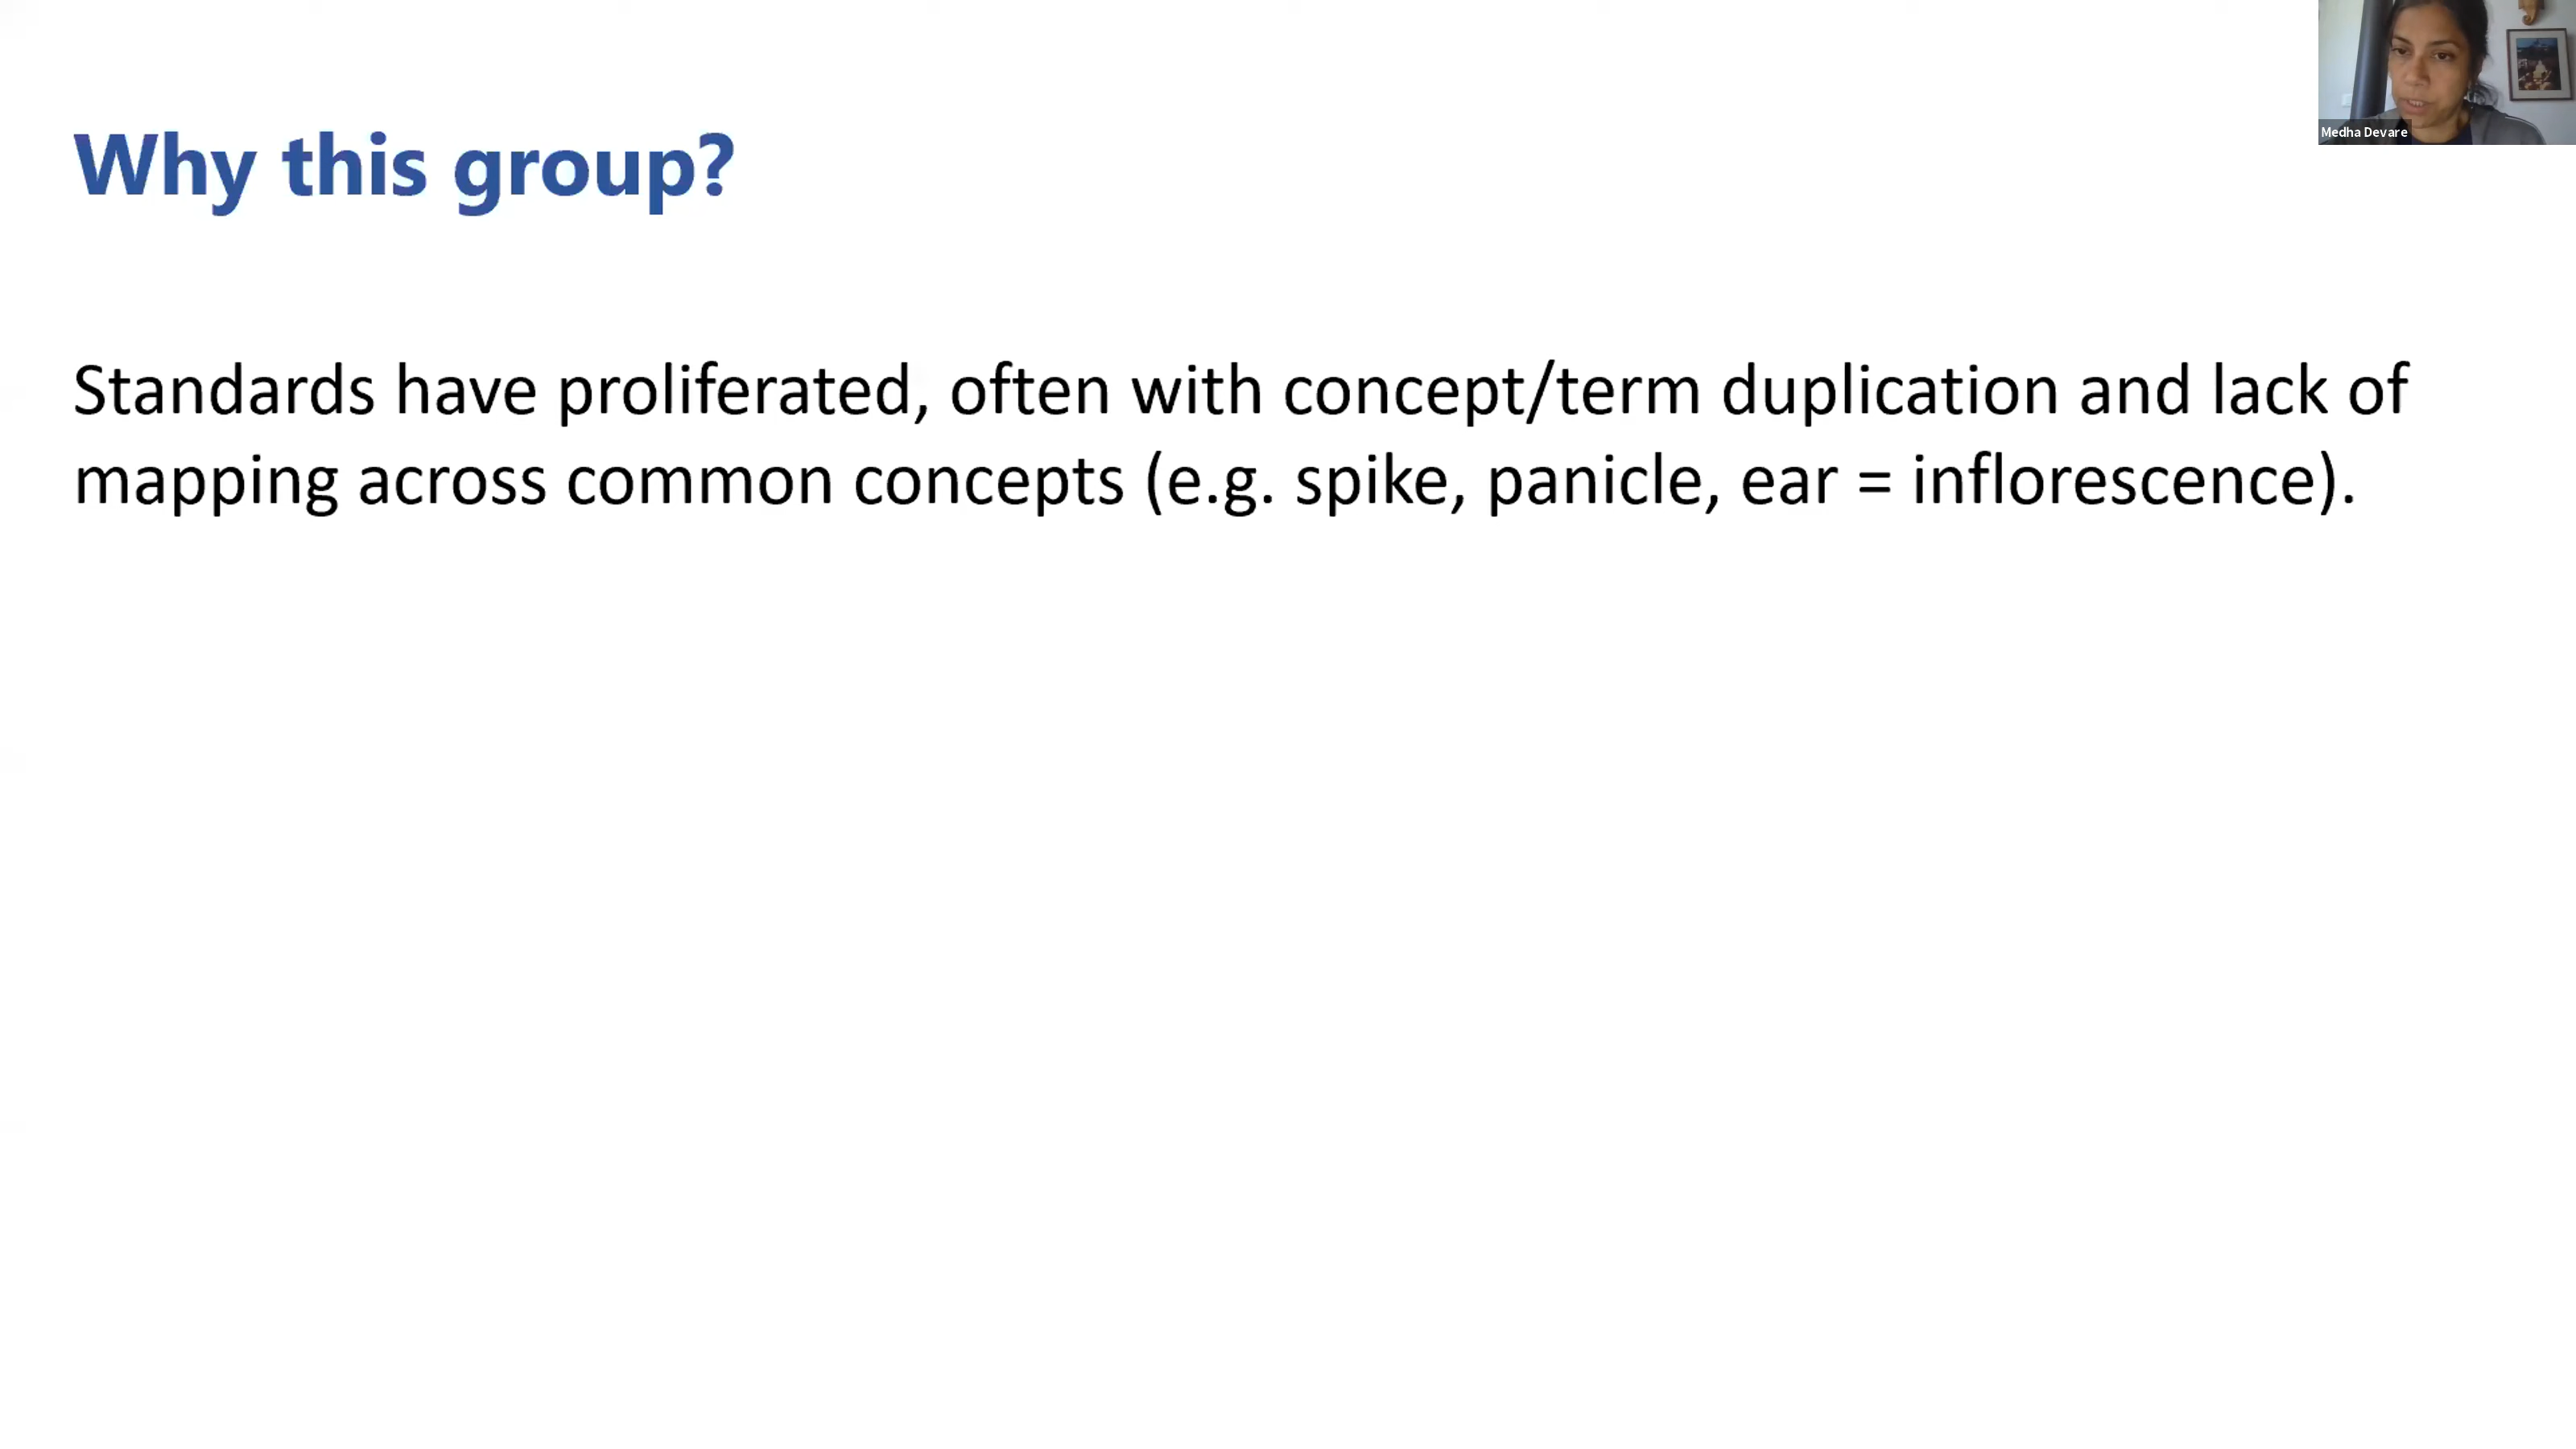 Medha Devare
Why this group?
Standards have proliferated, often with concept/term duplication and lack of
mapping across common concepts (e.g. spike, panicle, ear = inflorescence).